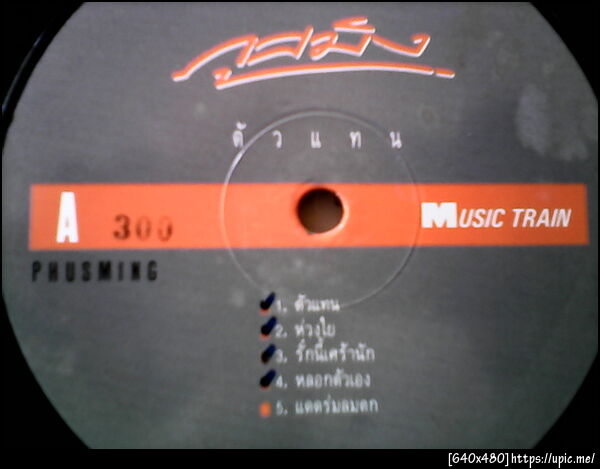 ภูสมิง
ตัวแทน
A 300 MUSIC TRAIN
PHUSMING
1. ตัวแทน
2. ห่วงใย
3. รักนี้เศร้านัก
4. หลอกตัวเอง
5. แดดร่มลมตก
[640x480]https://upic.me/